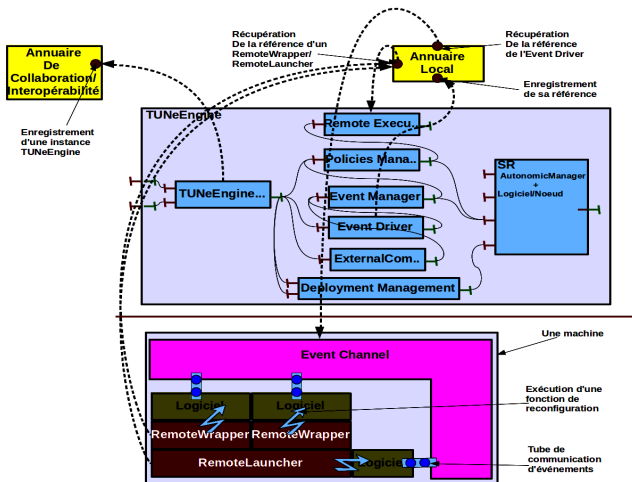 Récupération
De la référence d'un
RemoteWrapper/
RemoteLauncher
Récupération
De la référence
de l'Event Driver
Annuaire
De
Collaboration/
Interopérabilité/
Annuaire
Local
Enregistrement
de sa référence
Enregistrement
d'une instance
TUNeEngine
TUNeEngine
Remote Execu..
Policies Mana..
SR
AutonomicManager
+
Logiciel/Noeud
TUNeEngine...
Event Manager
Event Driver
ExternalCom..
Deployment Management
Une machine
Event Channel
Logiciel
Logiciel
Exécution d'une
fonction de
reconfiguration
RemoteWrapper
RemoteWrapper
RemoteLauncher
Logiciel
Tube de
communication
d'événements